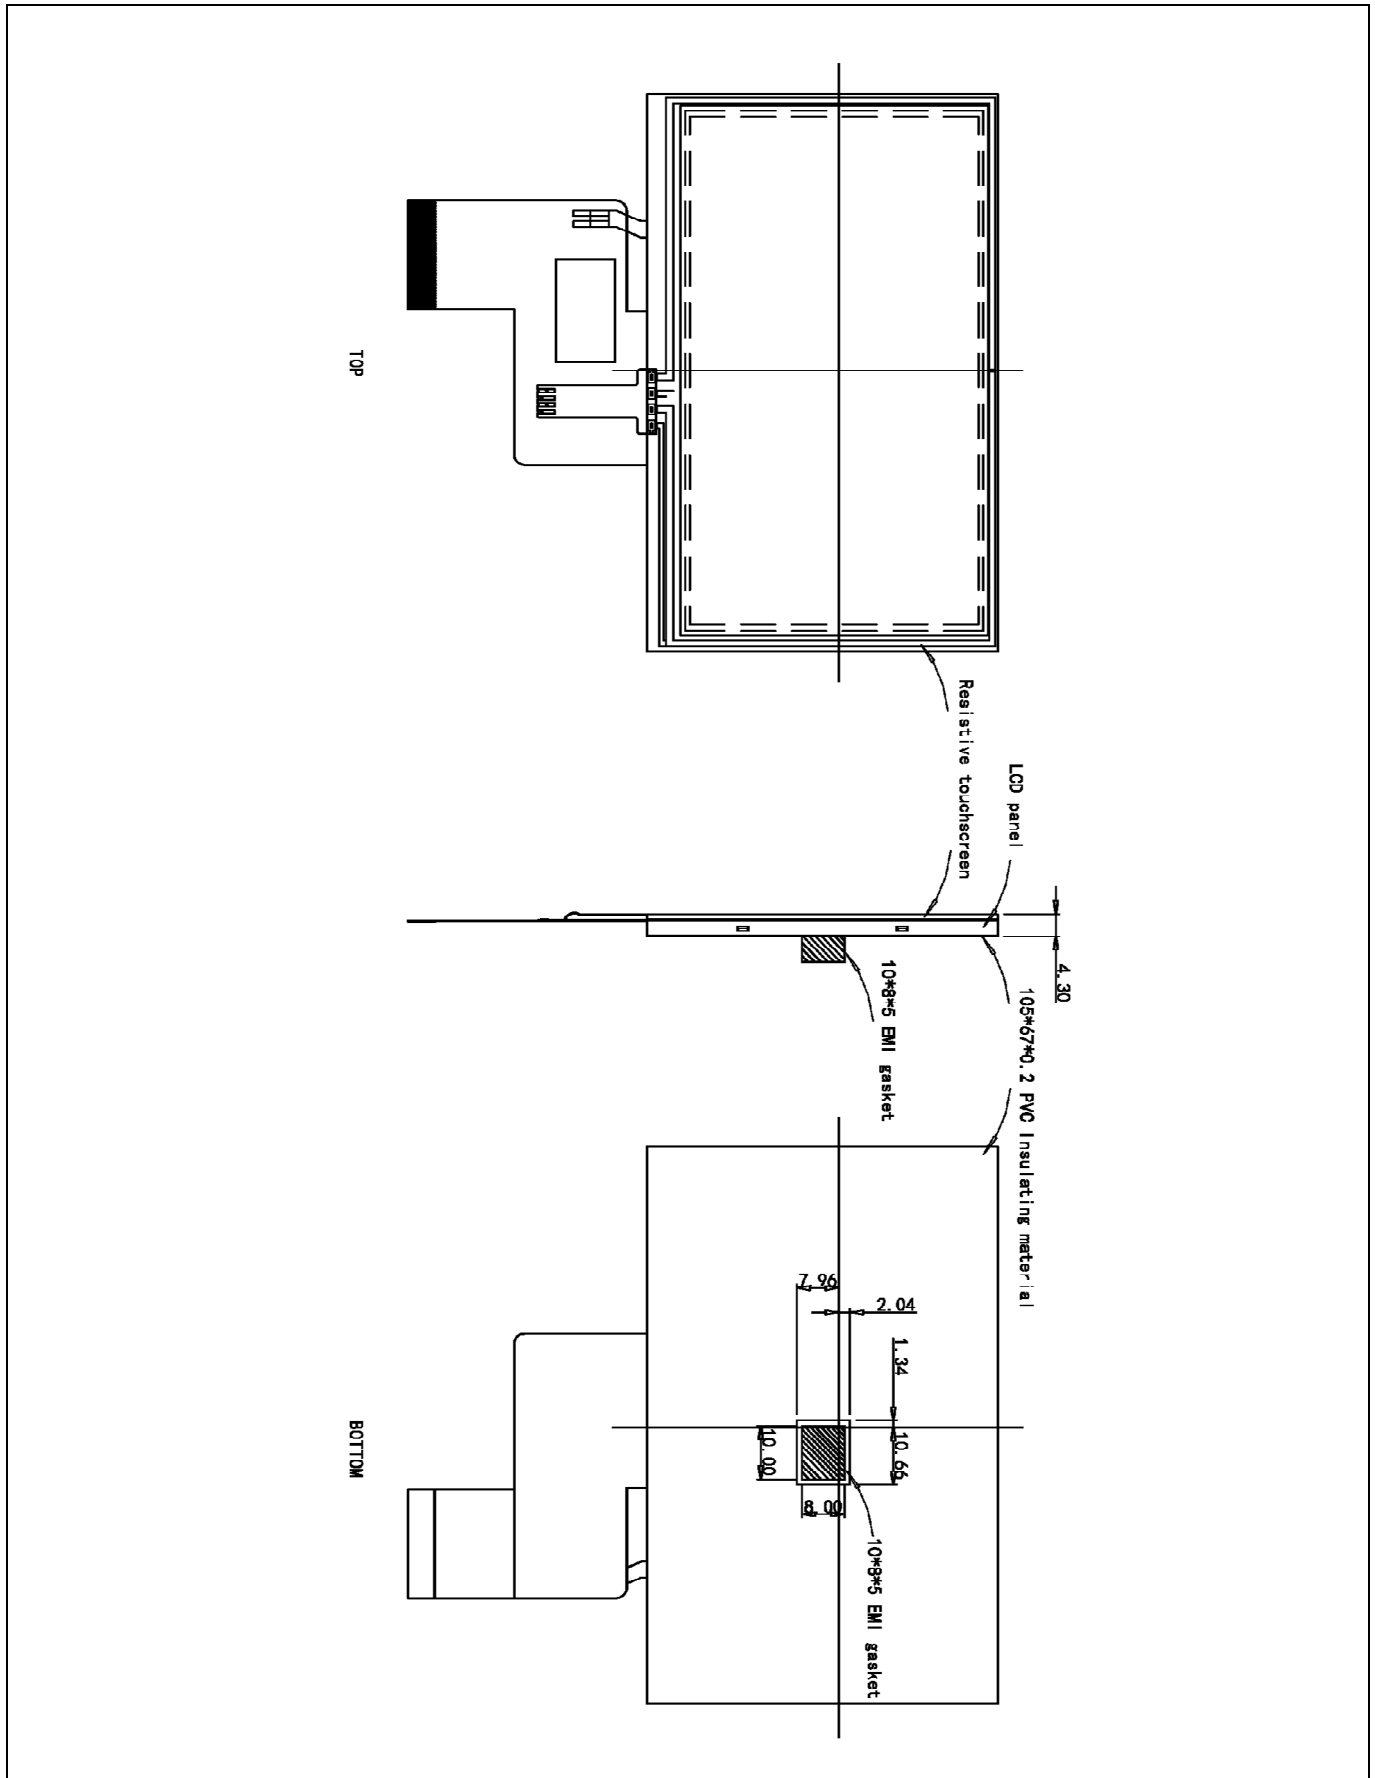 TOP
Resistive touchscreen
LCD panel
4.30
10*8*5 EMI gasket
105*67*0.2 PVC Insulating material
7.96
2.04
1.34
10.66
10.00
8.00
10*8*5 EMI gasket
BOTTOM